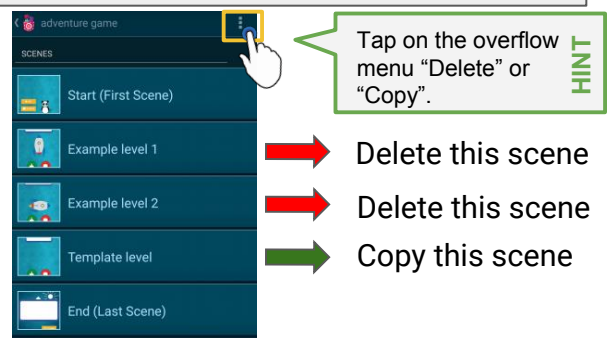 adventure game
SCENES
Start (First Scene)
Example level 1
Example level 2
Template level
End (Last Scene)
Tap on the overflow
menu “Delete” or
“Copy”.
HINT
Delete this scene
Delete this scene
Copy this scene